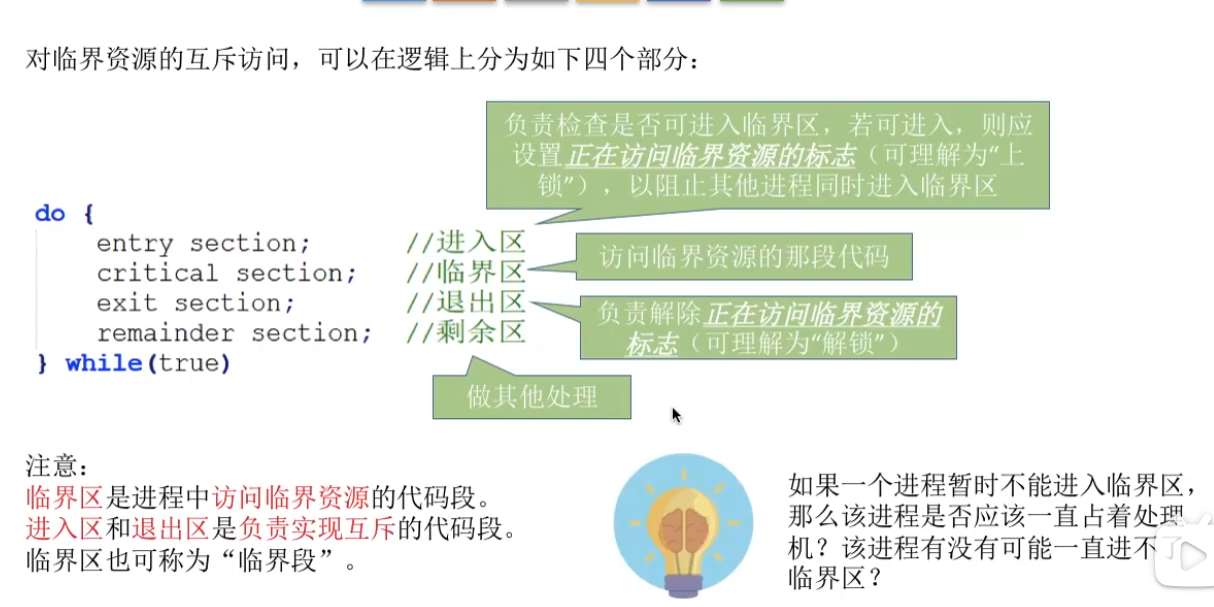 对临界资源的互斥访问，可以在逻辑上分为如下四个部分：
负责检查是否可进入临界区，若可进入，则应
设置正在访问临界资源的标志（可理解为“上
锁”），以阻止其他进程同时进入临界区
do {
entry section; //进入区
critical section; //临界区
exit section; //退出区
remainder section; //剩余区
} while(true)
访问临界资源的那段代码
负责解除正在访问临界资源的
标志（可理解为“解锁”）
做其他处理
注意：
临界区是进程中访问临界资源的代码段。
进入区和退出区是负责实现互斥的代码段。
临界区也可称为“临界段”。
如果一个进程暂时不能进入临界区，
那么该进程是否应该一直占着处理
机？该进程有没有可能一直进不了
临界区？